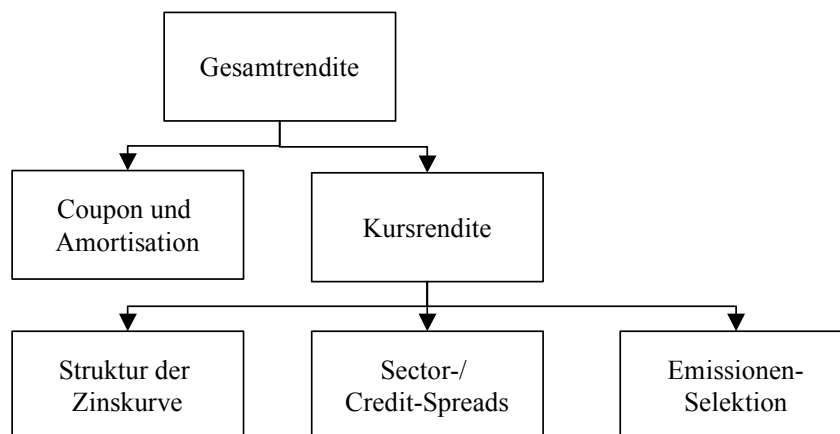 Gesamtrendite
Coupon und
Amortisation
Kursrendite
Struktur der
Zinskurve
Sector-/
Credit-Spreads
Emissionen-
Selektion